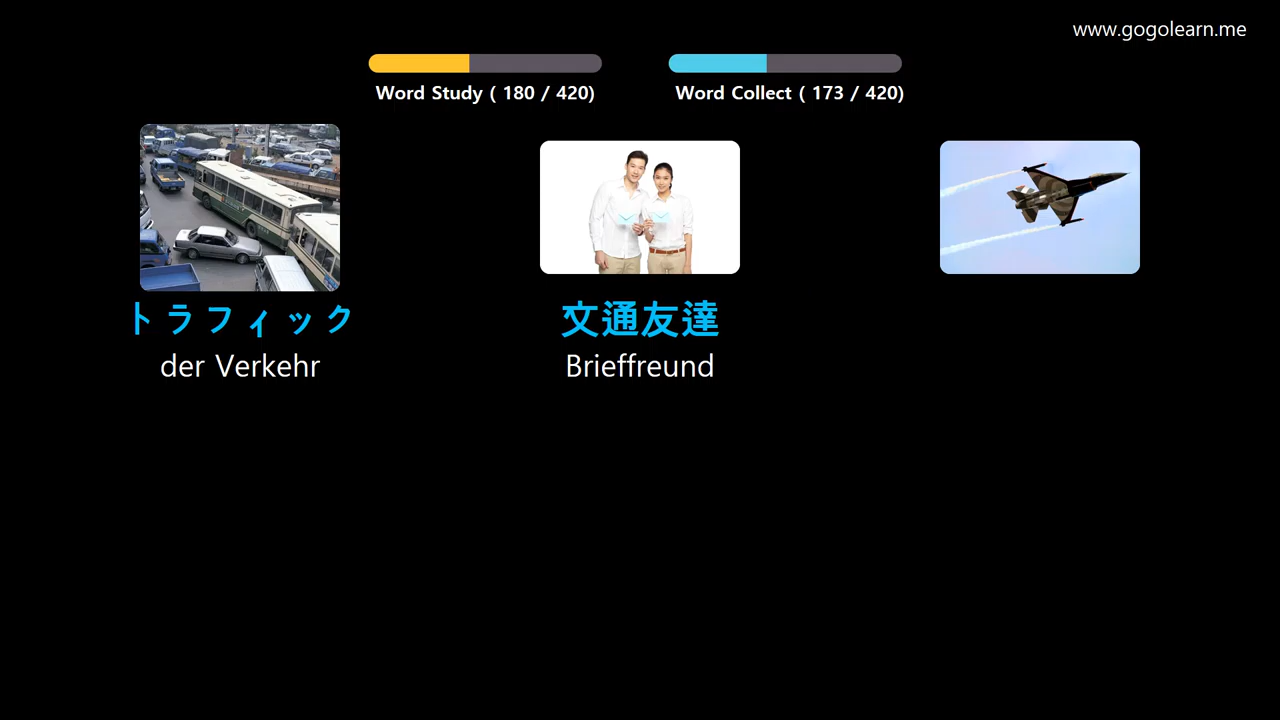 www.gogolearn.me
Word Study ( 180 / 420)
Word Collect ( 173 / 420)
トラフィック
der Verkehr
文通友達
Brieffreund